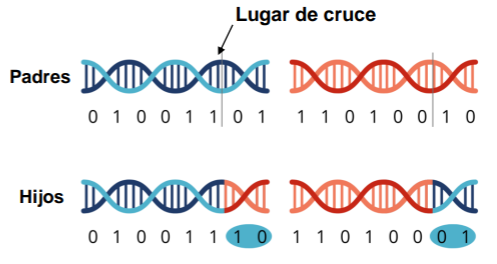 Lugar de cruce
Padres
0 1 0 0 1 1 0 1 1 1 0 1 0 0 1 0
Hijos
0 1 0 0 1 1 1 0 1 1 0 1 0 0 0 1